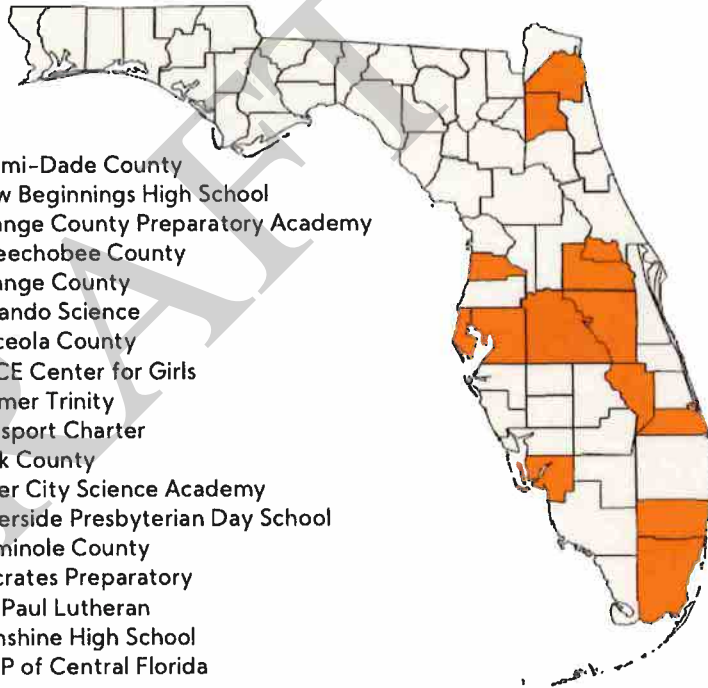 mi-Dade County
w Beginnings High School
ange County Preparatory Academy
eechobee County
ange County
ando Science
ceola County
CE Center for Girls
mer Trinity
sport Charter
k County
er City Science Academy
erside Presbyterian Day School
minole County
crates Preparatory
Paul Lutheran
nshine High School
P of Central Florida
RAFT